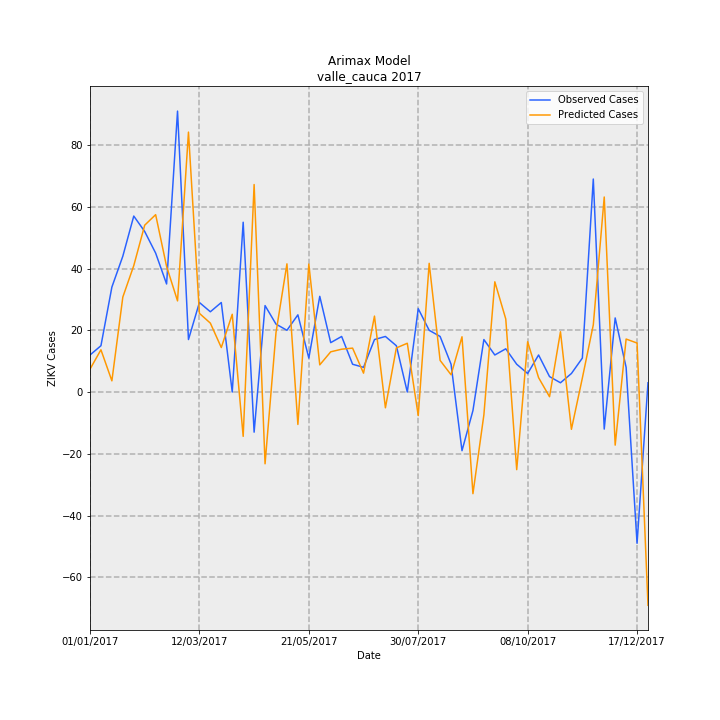 Arimax Model
valle_cauca 2017
Observed Cases
Predicted Cases
ZIKV Cases
80
60
40
20
0
−20
−40
−60
01/01/2017
12/03/2017
21/05/2017
30/07/2017
08/10/2017
17/12/2017
Date